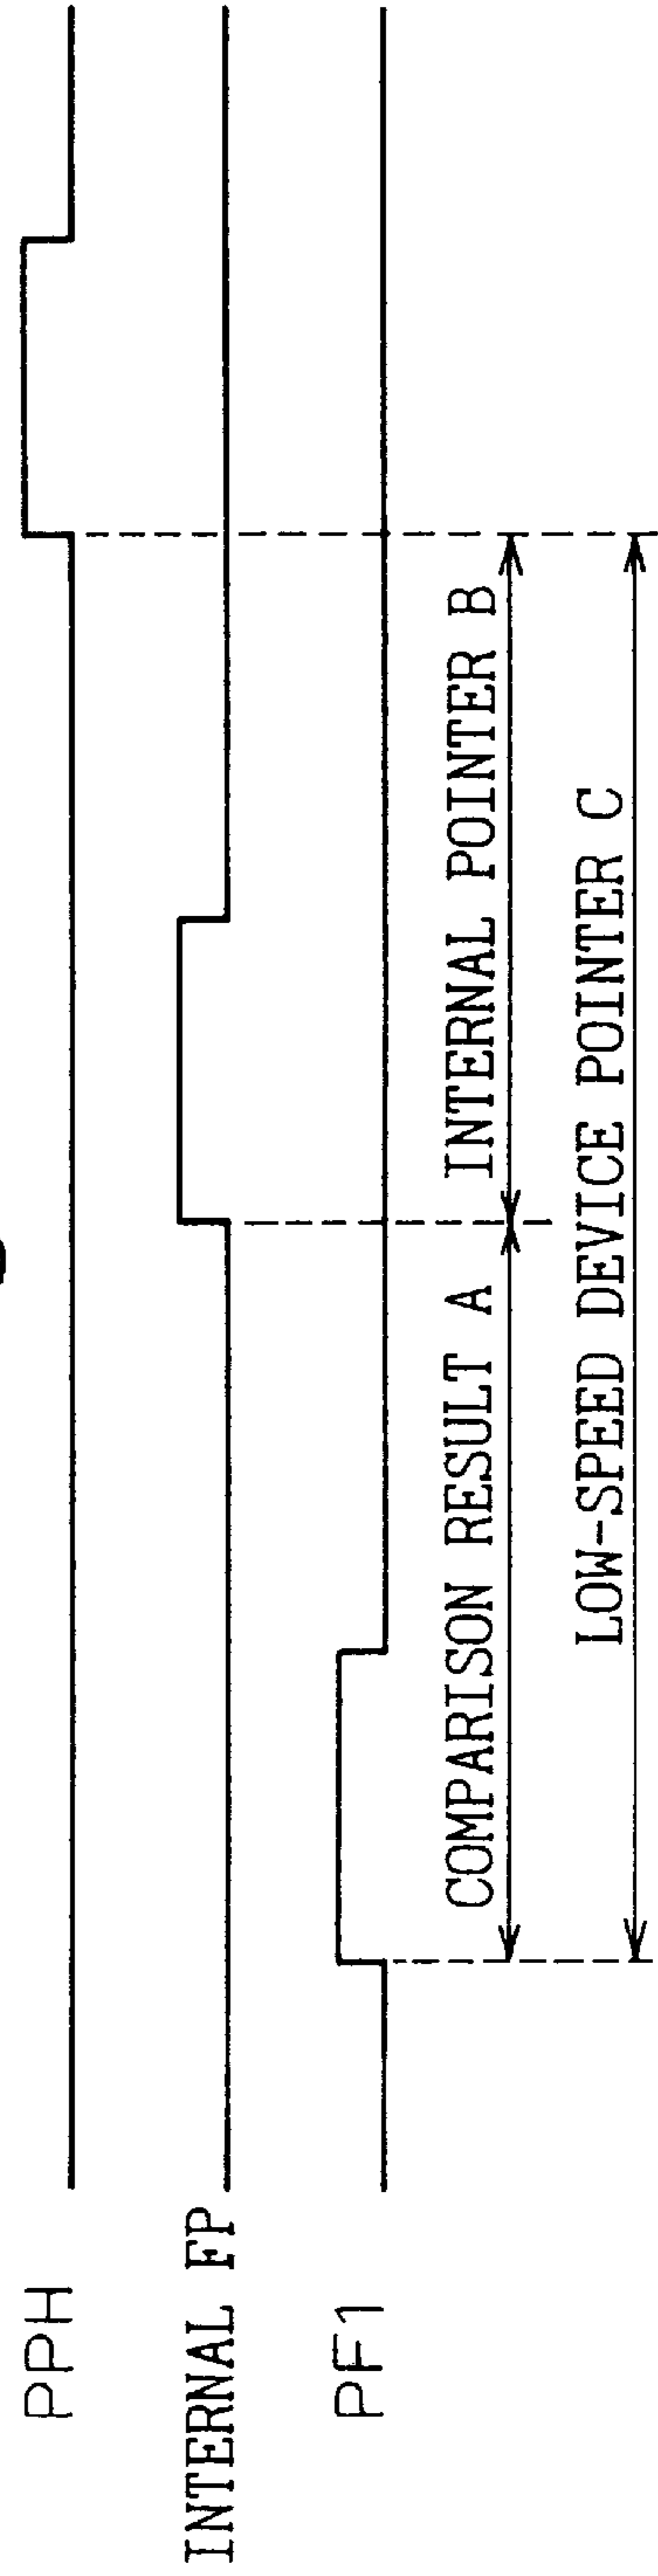 PPH
INTERNAL FP
PF1
COMPARISON RESULT A
INTERNAL POINTER B
LOW-SPEED DEVICE POINTER C